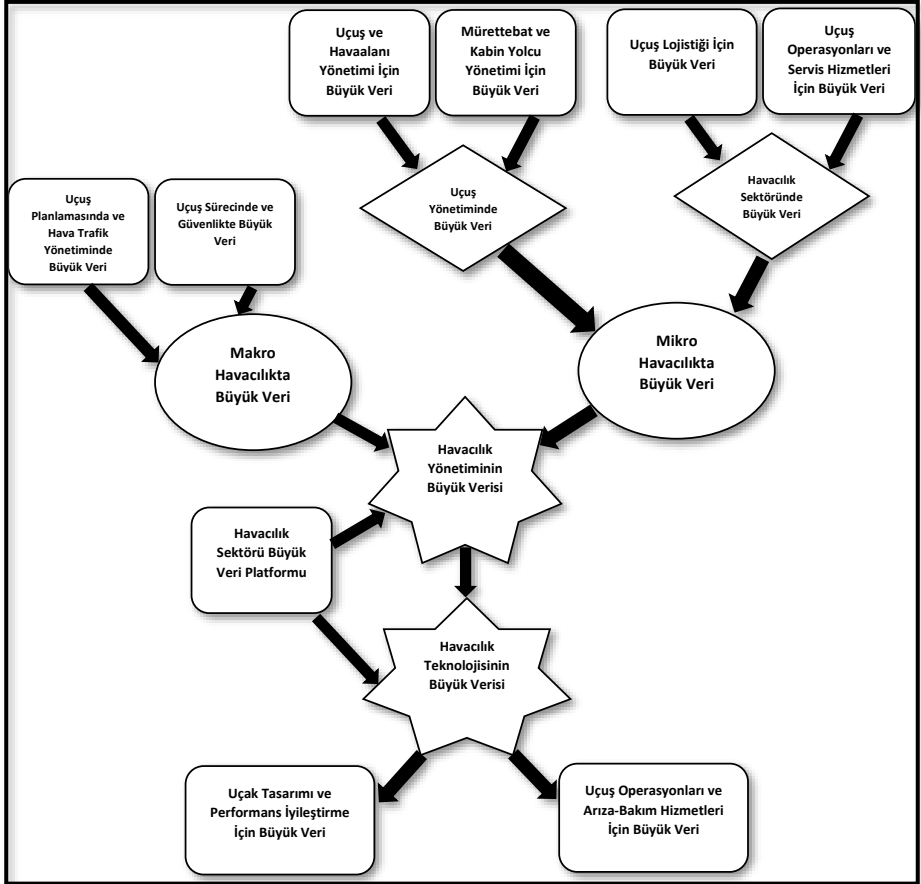 Uçuş ve
Havaalanı
Yönetimi İçin
Büyük Veri
Mürettebat ve
Kabin Yolcu
Yönetimi İçin
Büyük Veri
Uçuş Lojistiği İçin
Büyük Veri
Uçuş
Operasyonları ve
Servis Hizmetleri
İçin Büyük Veri
Uçuş
Planlamasında ve
Hava Trafik
Yönetiminde
Büyük Veri
Uçuş Sürecinde ve
Güvenlikte Büyük
Veri
Uçuş
Yönetiminde
Büyük Veri
Havacılık
Sektöründe
Büyük Veri
Makro
Havacılıkta
Büyük Veri
Mikro
Havacılıkta
Büyük Veri
Havacılık
Yönetiminin
Büyük Verisi
Havacılık
Sektörü Büyük
Veri Platformu
Havacılık
Teknolojisinin
Büyük Verisi
Uçak Tasarımı ve
Performans İyileştirme
İçin Büyük Veri
Uçuş Operasyonları ve
Arıza-Bakım Hizmetleri
İçin Büyük Veri